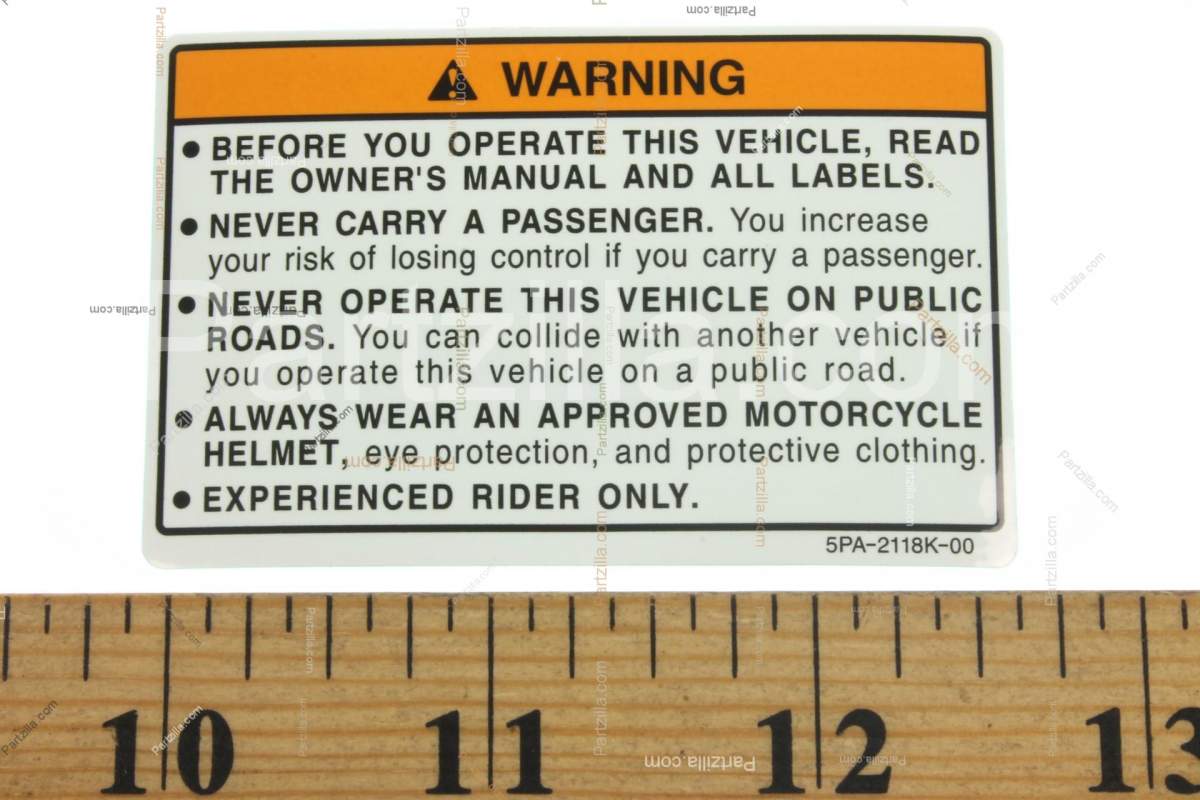 WARNING
● BEFORE YOU OPERATE THIS VEHICLE, READ
THE OWNER'S MANUAL AND ALL LABELS.
● NEVER CARRY A PASSENGER. You increase
your risk of losing control if you carry a passenger.
● NEVER OPERATE THIS VEHICLE ON PUBLIC
ROADS. You can collide with another vehicle if
you operate this vehicle on a public road.
● ALWAYS WEAR AN APPROVED MOTORCYCLE
HELMET, eye protection, and protective clothing.
● EXPERIENCED RIDER ONLY.
5PA-2118K-00
Partzilla.com
10 11 12 13